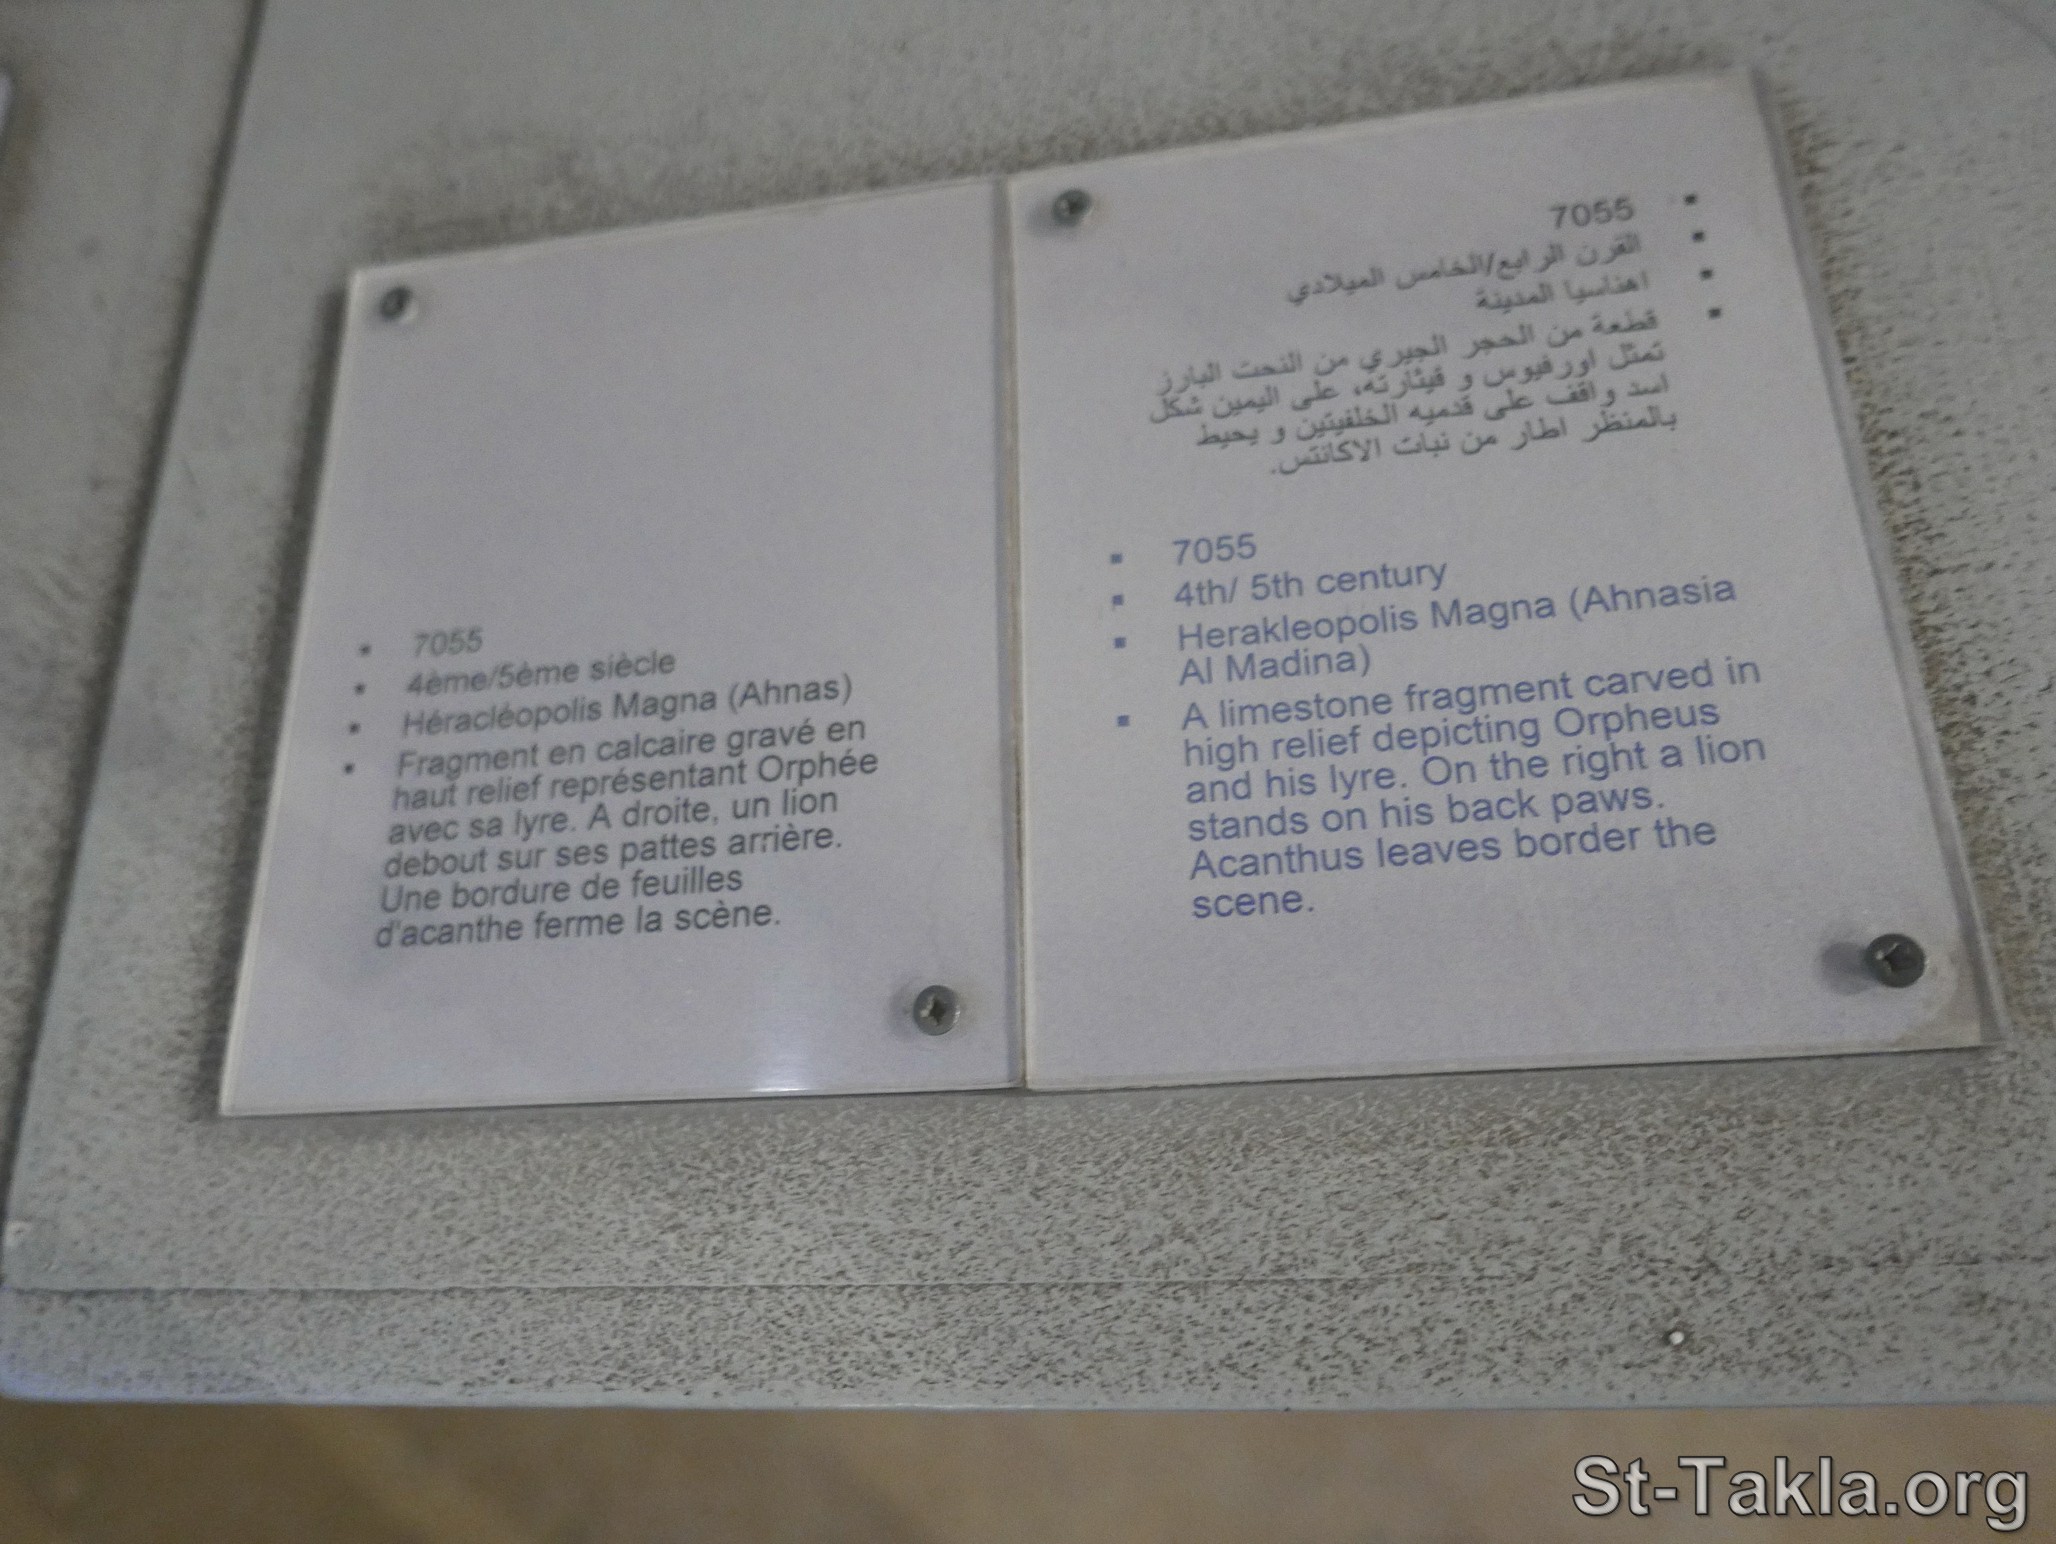 7055
4ème/5ème siècle
Héracléopolis Magna (Ahnas)
Fragment en calcaire gravé en
haut relief représentant Orphée
avec sa lyre. A droite, un lion
debout sur ses pattes arrière.
Une bordure de feuilles
d'acanthe ferme la scène.
7055
القرن الرابع/الخامس الميلادي
اهناسيا المدينة
قطعة من الحجر الجيري من النحت البارز
تمثل اورفيوس و قيثارته، على اليمين شكل
اسد واقف على قدميه الخلفيتين و يحيط
بالمنظر اطار من نبات الاكانتس.
7055
4th/ 5th century
Herakleopolis Magna (Ahnasia
Al Madina)
A limestone fragment carved in
high relief depicting Orpheus
and his lyre. On the right a lion
stands on his back paws.
Acanthus leaves border the
scene.
St-Takla.org